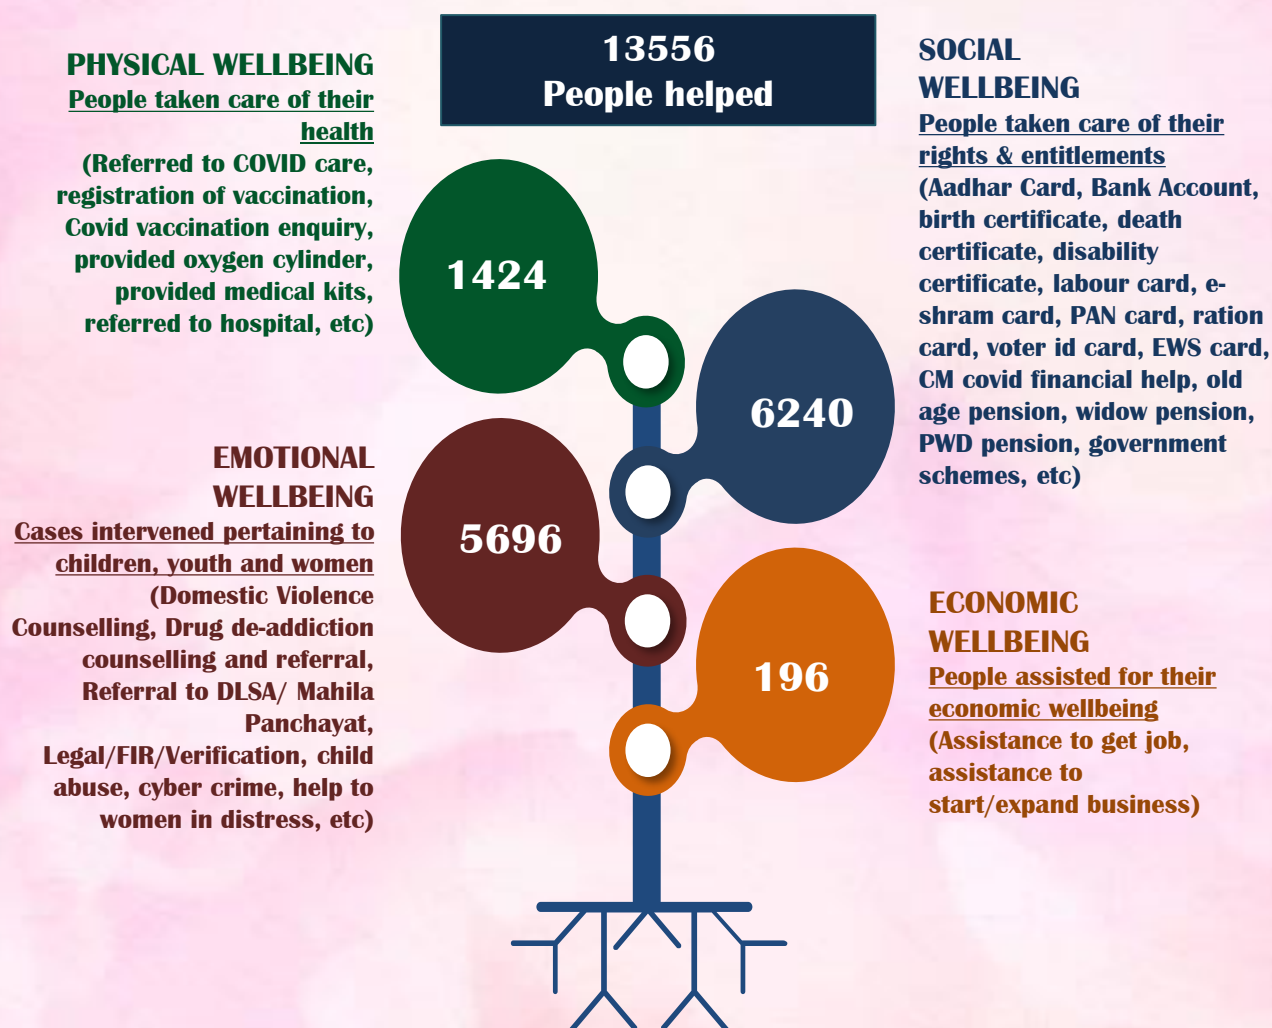 13556
People helped
PHYSICAL WELLBEING
People taken care of their
health
(Referred to COVID care,
registration of vaccination,
Covid vaccination enquiry,
provided oxygen cylinder,
provided medical kits,
referred to hospital, etc)
1424
SOCIAL
WELLBEING
People taken care of their
rights & entitlements
(Aadhar Card, Bank Account,
birth certificate, death
certificate, disability
certificate, labour card, e-
shram card, PAN card, ration
card, voter id card, EWS card,
CM covid financial help, old
age pension, widow pension,
PWD pension, government
schemes, etc)
6240
EMOTIONAL
WELLBEING
Cases intervened pertaining to
children, youth and women
(Domestic Violence
Counselling, Drug de-addiction
counselling and referral,
Referral to DLSA/ Mahila
Panchayat,
Legal/FIR/Verification, child
abuse, cyber crime, help to
women in distress, etc)
5696
ECONOMIC
WELLBEING
People assisted for their
economic wellbeing
(Assistance to get job,
assistance to
start/expand business)
196